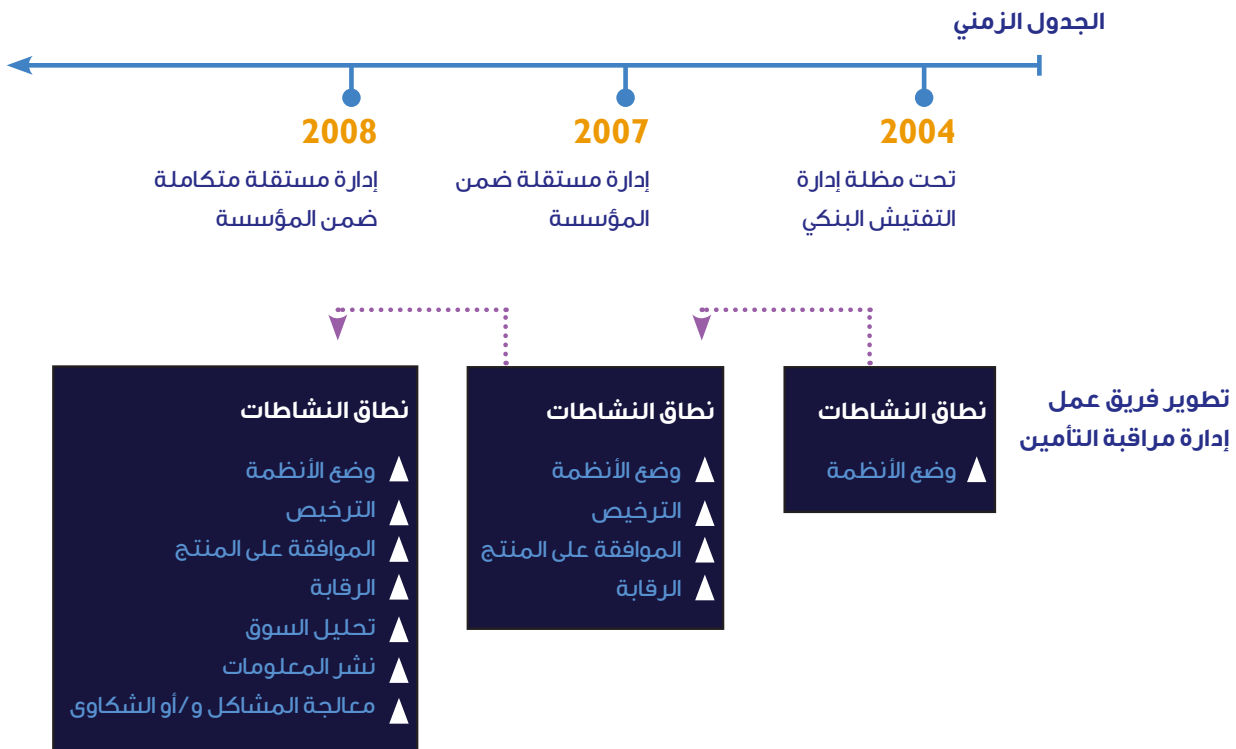 الجدول الزمني
2004
تحت مظلة إدارة
التفتيش البنكي
2007
إدارة مستقلة ضمن
المؤسسة
2008
إدارة مستقلة متكاملة
ضمن المؤسسة
تطوير فريق عمل
إدارة مراقبة التأمين
نطاق النشاطات
وضع الأنظمة
نطاق النشاطات
وضع الأنظمة
الترخيص
الموافقة على المنتج
الرقابة
نطاق النشاطات
وضع الأنظمة
الترخيص
الموافقة على المنتج
الرقابة
تحليل السوق
نشر المعلومات
معالجة المشاكل و/أو الشكاوى